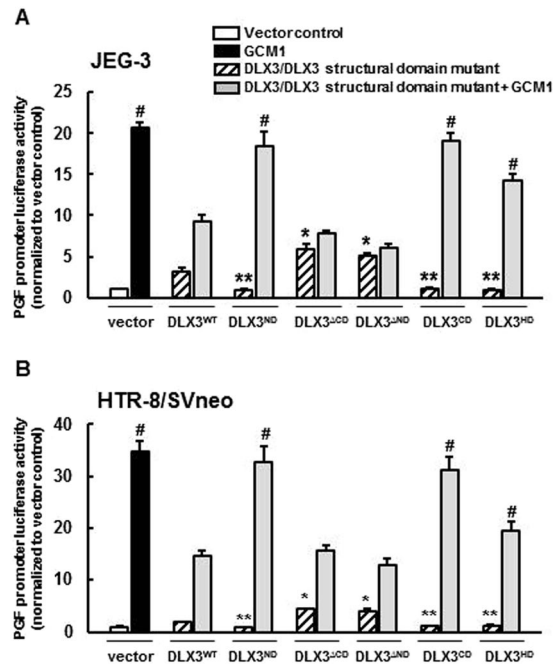 A
Vector control
GCM1
DLX3/DLX3 structural domain mutant
DLX3/DLX3 structural domain mutant + GCM1
JEG-3
PGF promoter luciferase activity
(normalized to vector control)
25
20
15
10
5
0
#
**
#
*
*
**
#
**
#
vector DLX3WT DLX3ND DLX3ΔCD DLX3ΔND DLX3CD DLX3HD
B
HTR-8/SVneo
PGF promoter luciferase activity
(normalized to vector control)
40
30
20
10
0
#
**
#
*
*
**
#
**
#
vector DLX3WT DLX3ND DLX3ΔCD DLX3ΔND DLX3CD DLX3HD